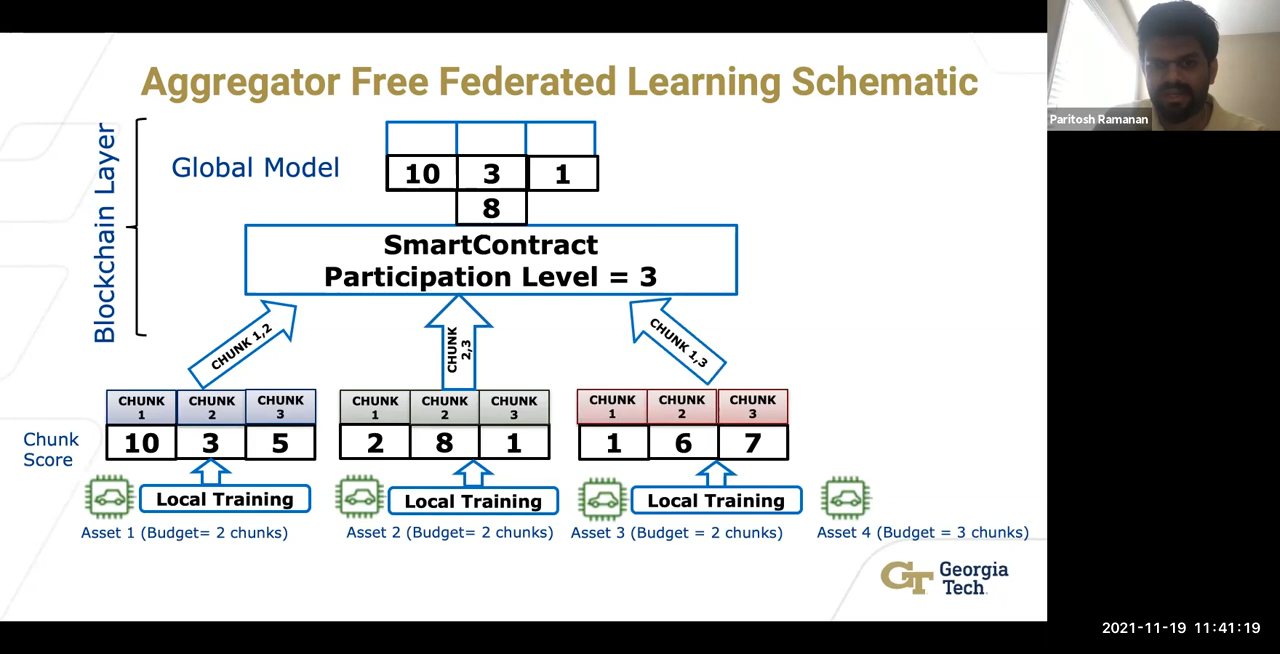 Aggregator Free Federated Learning Schematic
Paritosh Ramanan
Blockchain Layer
Global Model
10 3 1
8
SmartContract
Participation Level = 3
CHUNK 1,2
CHUNK
2,3
CHUNK 1,3
CHUNK
1
CHUNK
2
CHUNK
3
CHUNK
1
CHUNK
2
CHUNK
3
CHUNK
1
CHUNK
2
CHUNK
3
Chunk
Score
10 3 5
2 8 1
1 6 7
Local Training
Local Training
Local Training
Asset 1 (Budget= 2 chunks)
Asset 2 (Budget= 2 chunks)
Asset 3 (Budget = 2 chunks)
Asset 4 (Budget = 3 chunks)
GT
Georgia
Tech
2021-11-19 11:41:19